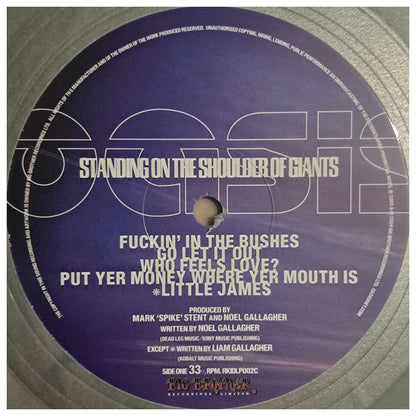 oasis
STANDING ON THE SHOULDER OF GIANTS
FUCKIN' IN THE BUSHES
GO LET IT OUT
WHO FEELS LOVE?
PUT YER MONEY WHERE YER MOUTH IS
*LITTLE JAMES
PRODUCED BY
MARK 'SPIKE' STENT AND NOEL GALLAGHER
WRITTEN BY NOEL GALLAGHER
(DEAD LEG MUSIC/SONY MUSIC PUBLISHING)
EXCEPT * WRITTEN BY LIAM GALLAGHER
(KOBALT MUSIC PUBLISHING)
SIDE ONE 33⅓ RPM. RKIDLP002C
BIG BROTHER
RECORDINGS LIMITED